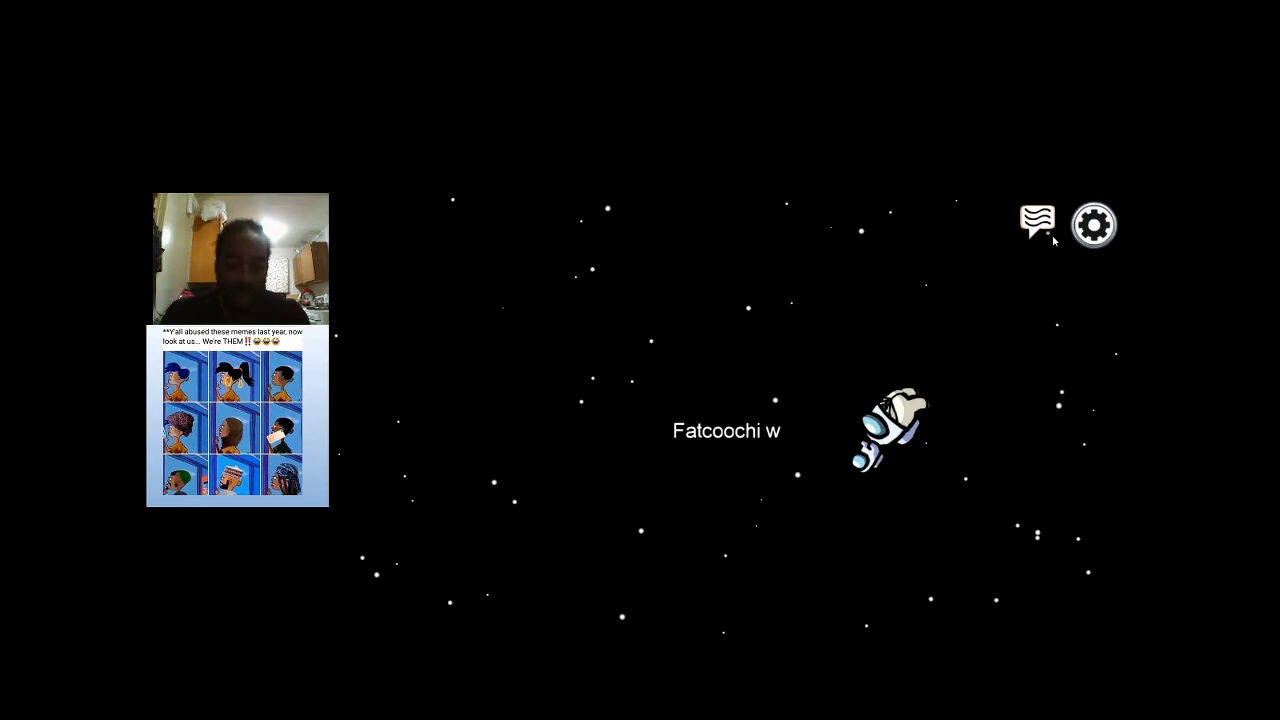 **Y'all abused these memes last year, now
look at us... We're THEM‼️😂😂😂
Fatcoochi w